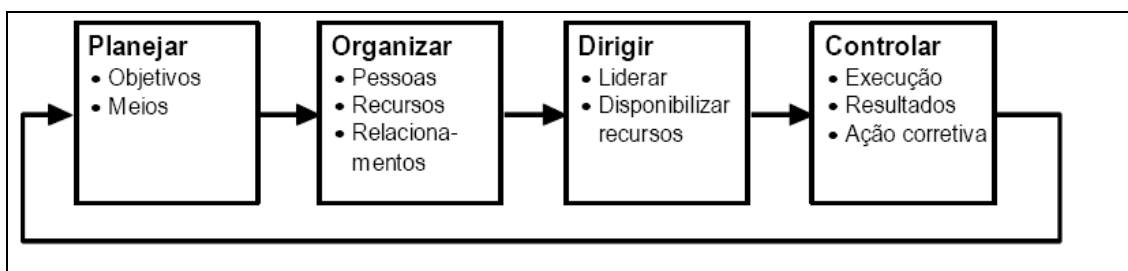 Planejar
• Objetivos
• Meios
Organizar
• Pessoas
• Recursos
• Relaciona-
mentos
Dirigir
• Liderar
• Disponibilizar
recursos
Controlar
• Execução
• Resultados
• Ação corretiva